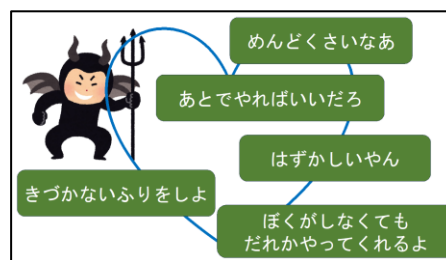 めんどくさいなあ
あとでやればいいだろ
はずかしいやん
きづかないふりをしよ
ぼくがしなくても
だれかやってくれるよ